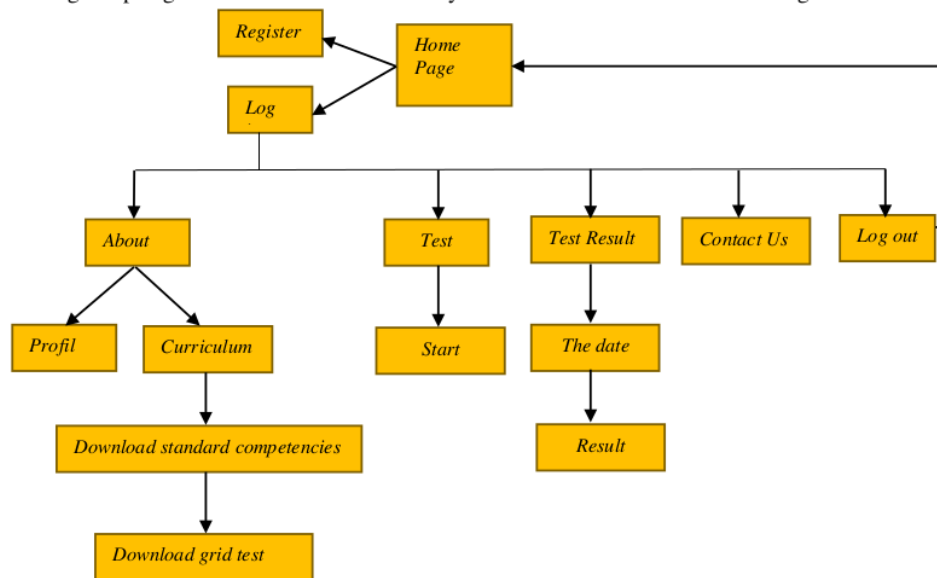 Register
Home
Page
Log
About
Test
Test Result
Contact Us
Log out
Profil
Curriculum
Start
The date
Download standard competencies
Result
Download grid test